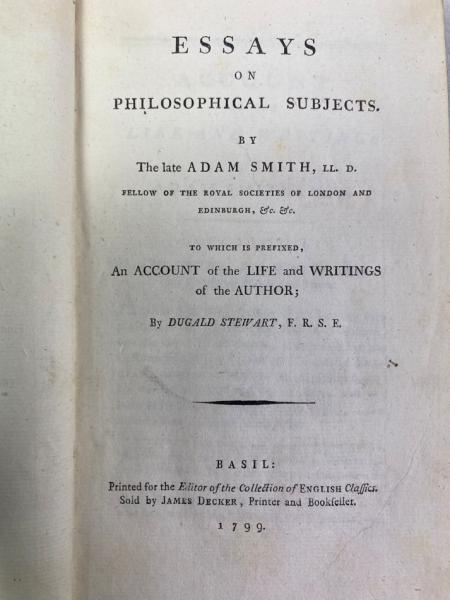 ESSAYS
ON
PHILOSOPHICAL SUBJECTS.
BY
The late ADAM SMITH, LL. D.
FELLOW OF THE ROYAL SOCIETIES OF LONDON AND
EDINBURGH, &c. &c.
TO WHICH IS PREFIXED,
An ACCOUNT of the LIFE and WRITINGS
of the AUTHOR;
By DUGALD STEWART, F. R. S. E.
BASIL:
Printed for the Editor of the Collection of ENGLISH Claſſics.
Sold by JAMES DECKER, Printer and Bookſeller.
1799.